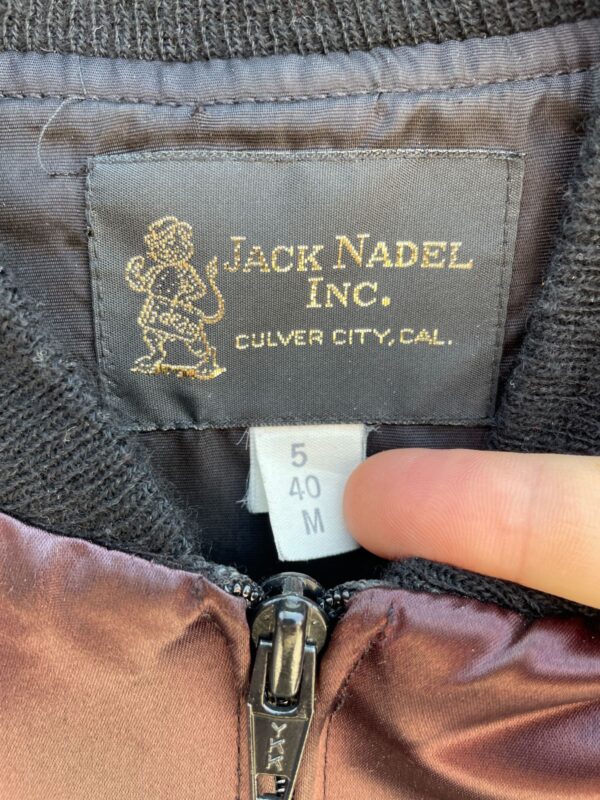 JACK NADEL
INC.
CULVER CITY, CAL.
5
40
M
YKK